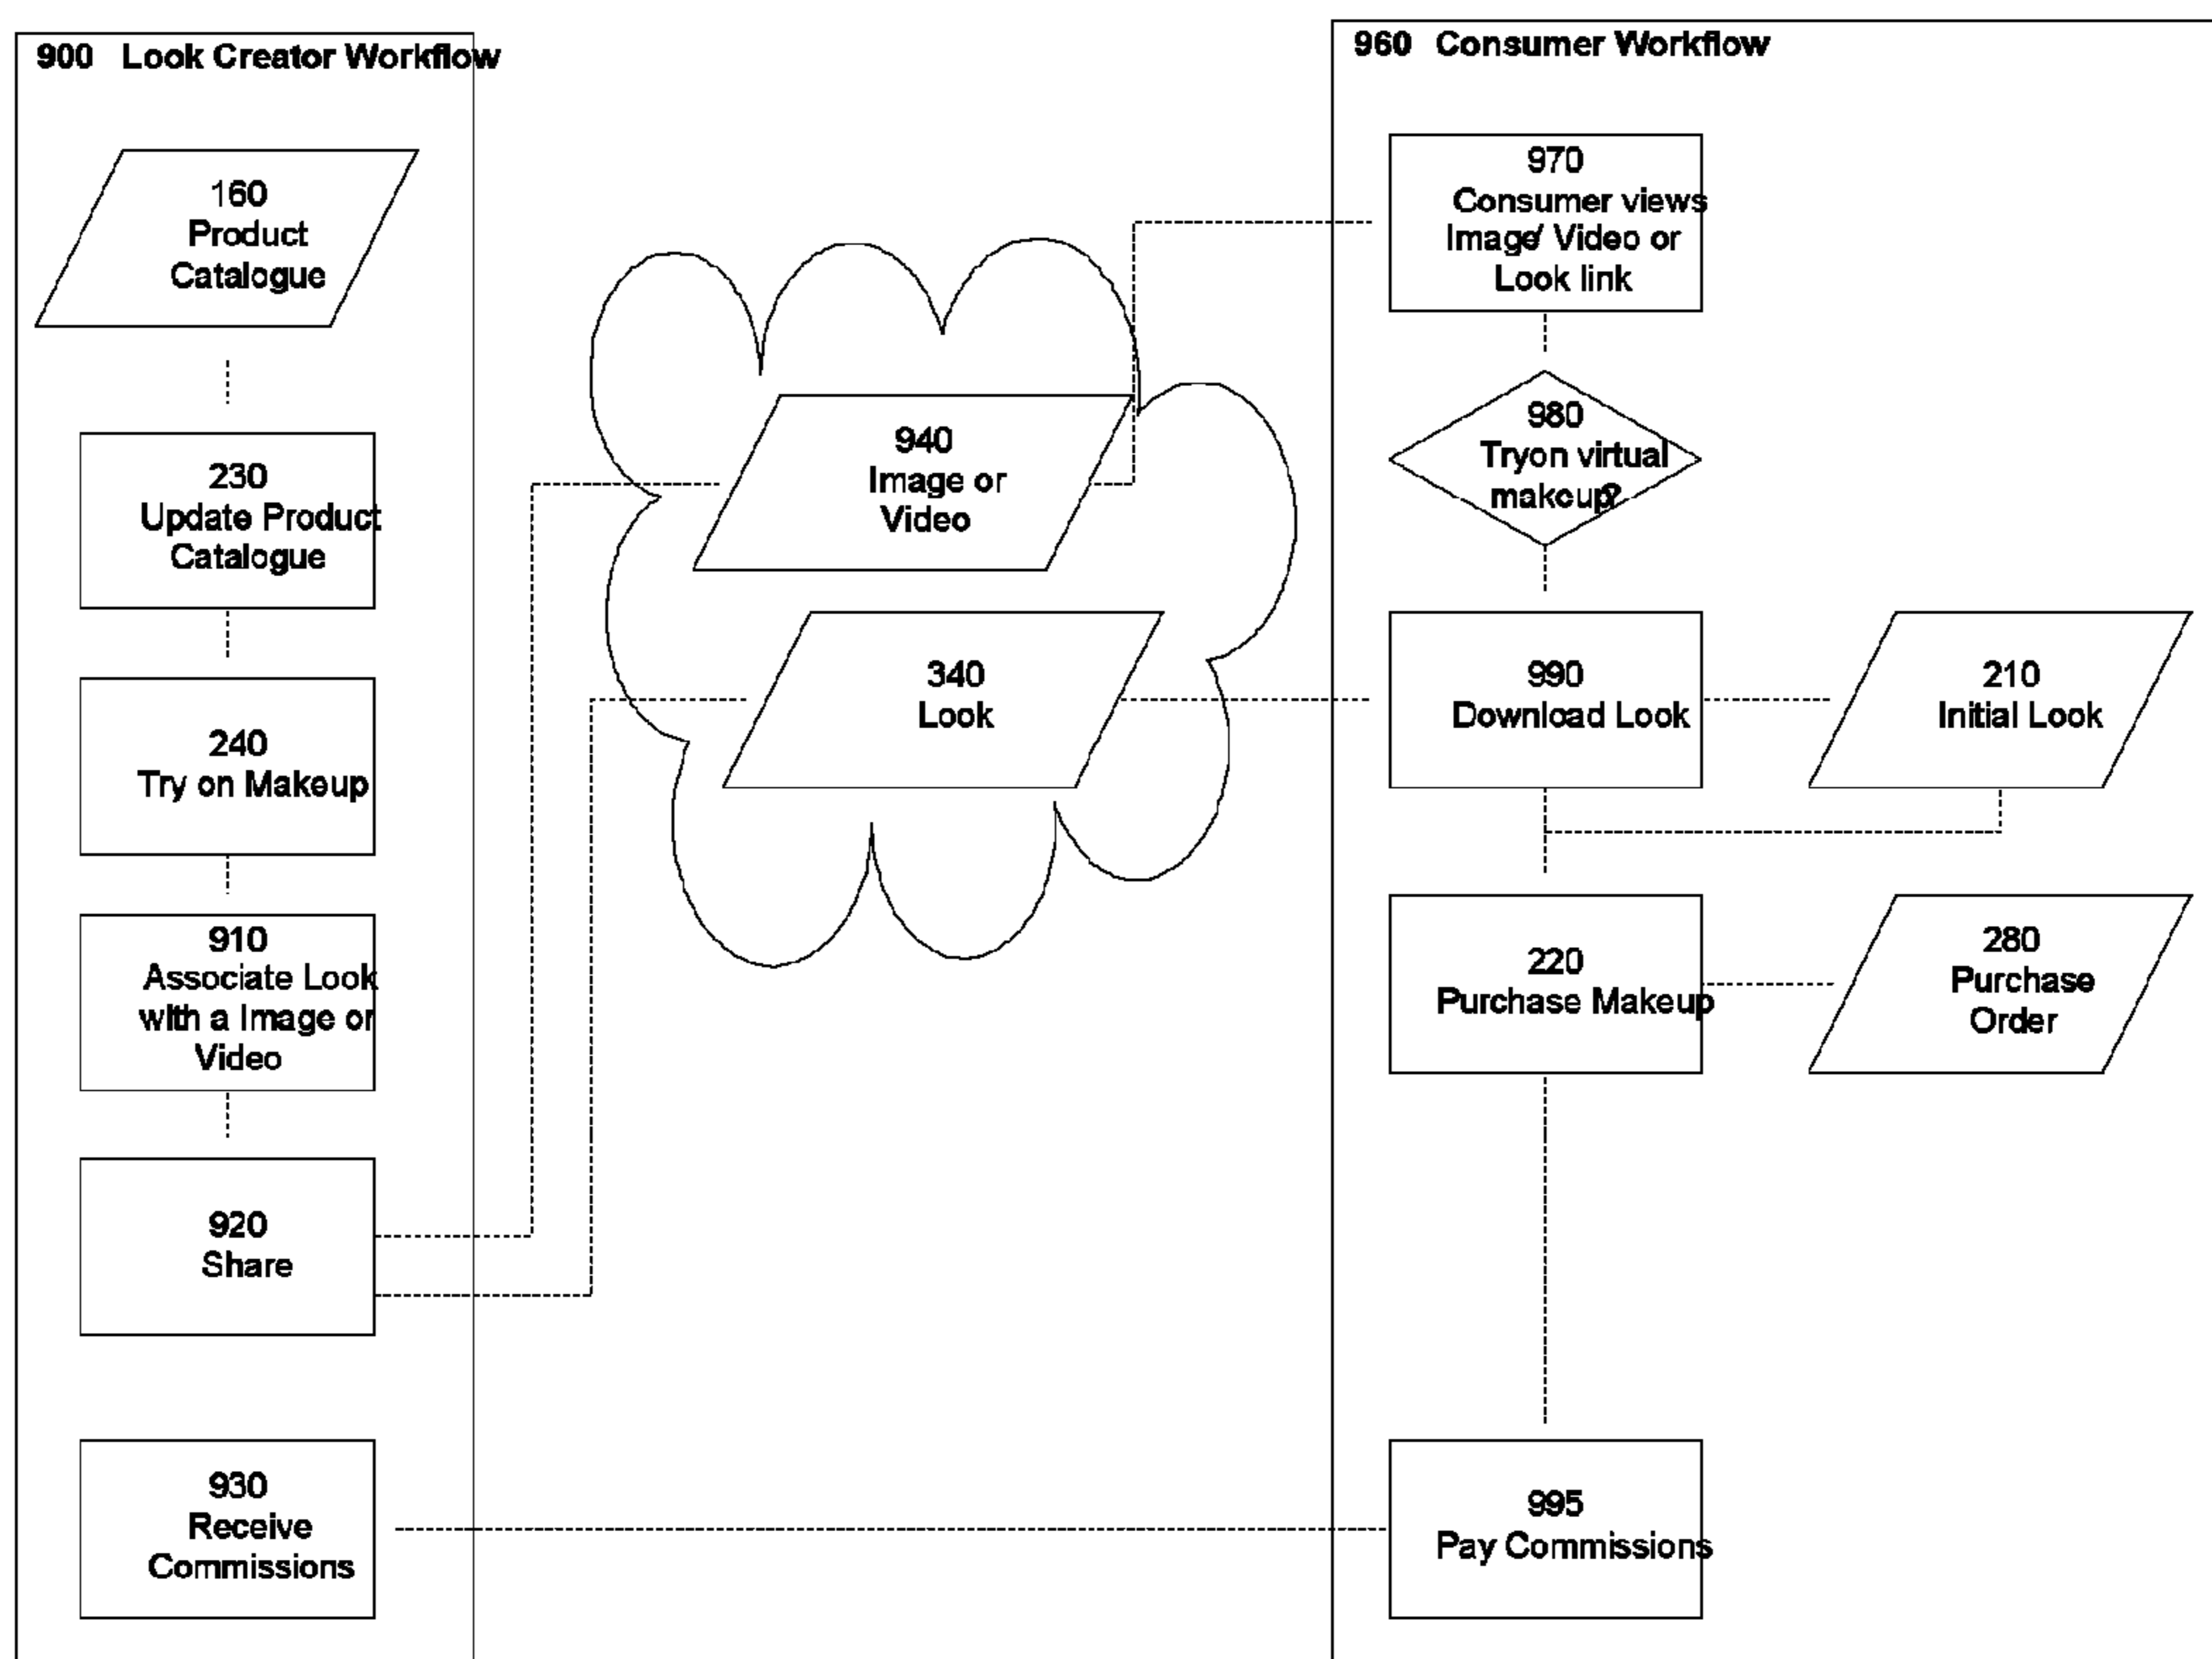 900 Look Creator Workflow
160
Product
Catalogue
230
Update Product
Catalogue
240
Try on Makeup
910
Associate Look
with a Image or
Video
920
Share
930
Receive
Commissions
940
Image or
Video
340
Look
960 Consumer Workflow
970
Consumer views
Image/ Video or
Look link
980
Tryon virtual
makeup?
990
Download Look
210
Initial Look
220
Purchase Makeup
280
Purchase
Order
995
Pay Commissions